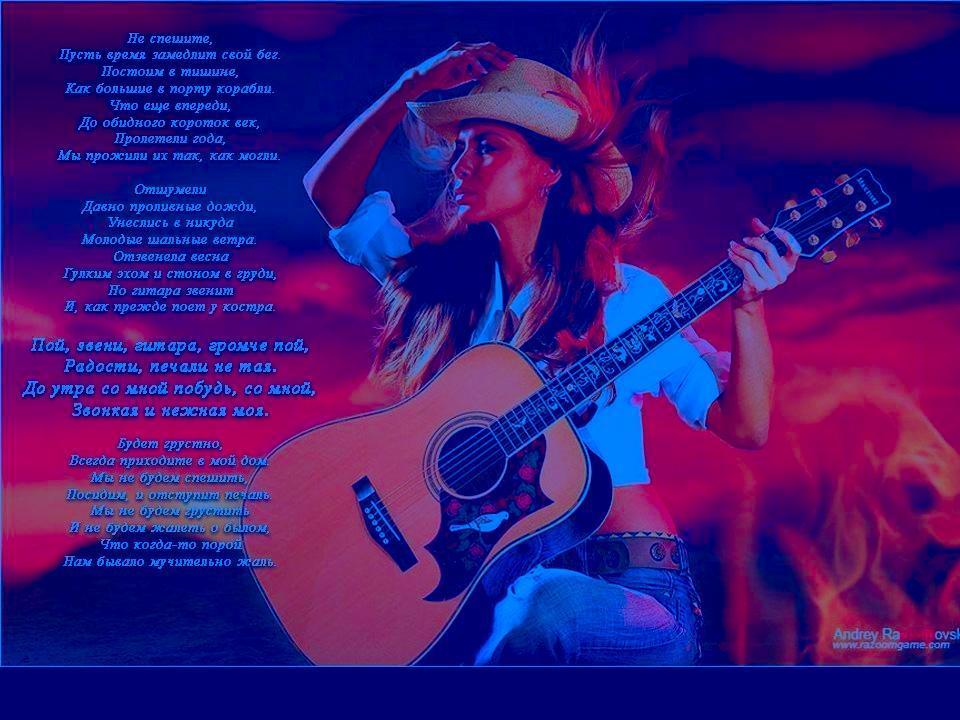 Не спешите,
Пусть время замедлит свой бег.
Постоим в тишине,
Как большие в порту корабли.
Что еще впереди,
До обидного короток век,
Пролетели года,
Мы прожили их так, как могли.
Отшумели
Давно проливные дожди,
Унеслись в никуда
Молодые шальные ветра.
Отзвенела весна
Гулким эхом и стоном в груди,
Но гитара звенит
И, как прежде поет у костра.
Пой, звени, гитара, громче пой,
Радости, печали не тая.
До утра со мной побудь, со мной,
Звонкая и нежная моя.
Будет грустно,
Всегда приходите в мой дом.
Мы не будем спешить,
Посидим, и отступит печаль.
Мы не будем грустить
И не будем жалеть о былом,
Что когда-то порой
Нам бывало мучительно жаль.
Andrey Ra ovsk
www.razoomgame.com